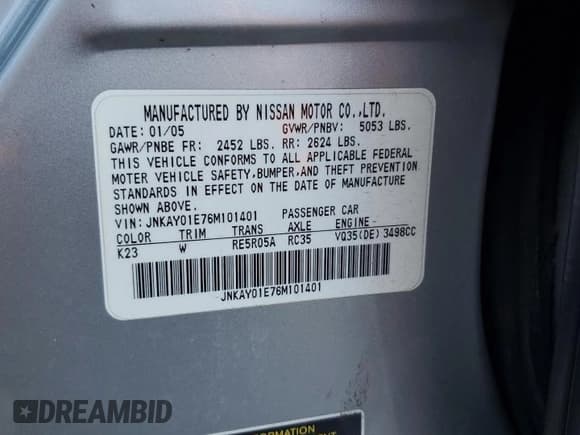 MANUFACTURED BY NISSAN MOTOR CO.,LTD.
DATE: 01/05 GVWR/PNBV: 5053 LBS.
GAWR/PNBE FR: 2452 LBS. RR: 2624 LBS.
THIS VEHICLE CONFORMS TO ALL APPLICABLE FEDERAL
MOTOR VEHICLE SAFETY,BUMPER,AND THEFT PREVENTION
STANDARDS IN EFFECT ON THE DATE OF MANUFACTURE
SHOWN ABOVE.
VIN:JNKAY01E76M101401 PASSENGER CAR
COLOR TRIM TRANS AXLE ENGINE
K23 W RE5R05A RC35 VQ35(DE) 3498CC
JNKAY01E76M101401
DREAMBID
INFORMATION